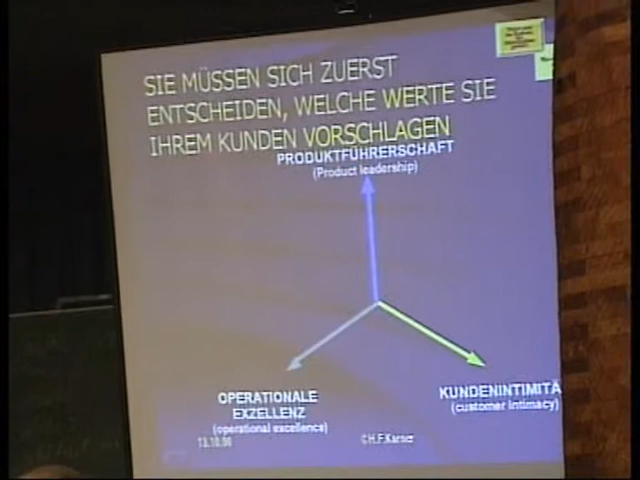 SIE MÜSSEN SICH ZUERST
ENTSCHEIDEN, WELCHE WERTE SIE
IHREM KUNDEN VORSCHLAGEN
PRODUKTFÜHRERSCHAFT
(Product leadership)
OPERATIONALE
EXZELLENZ
(operational excellence)
KUNDENINTIMITÄ
(customer intimacy)
©H.F.Karner